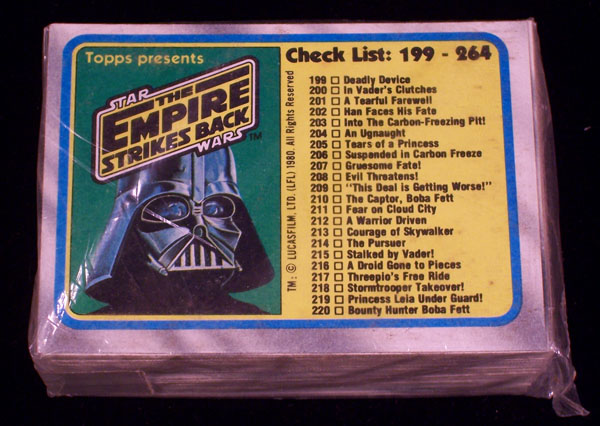 Topps presents
STAR
THE
EMPIRE
STRIKES BACK
WARS™
TM: © LUCASFILM, LTD. (LFL) 1980. All Rights Reserved
Check List: 199 - 264
199 □ Deadly Device
200 □ In Vader's Clutches
201 □ A Tearful Farewell
202 □ Han Faces His Fate
203 □ Into The Carbon-Freezing Pit!
204 □ An Ugnaught
205 □ Tears of a Princess
206 □ Suspended in Carbon Freeze
207 □ Gruesome Fate!
208 □ Evil Threatens!
209 □ "This Deal is Getting Worse!"
210 □ The Captor, Boba Fett
211 □ Fear on Cloud City
212 □ A Warrior Driven
213 □ Courage of Skywalker
214 □ The Pursuer
215 □ Stalked by Vader!
216 □ A Droid Gone to Pieces
217 □ Threepio's Free Ride
218 □ Stormtrooper Takeover!
219 □ Princess Leia Under Guard!
220 □ Bounty Hunter Boba Fett